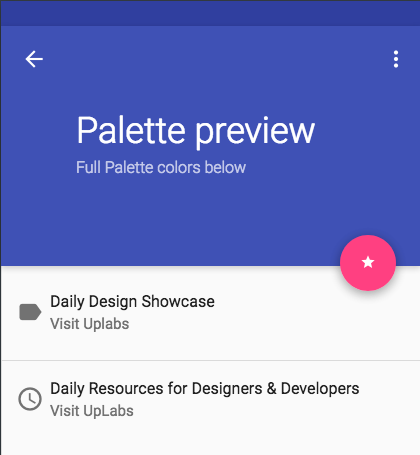 Palette preview
Full Palette colors below
Daily Design Showcase
Visit Uplabs
Daily Resources for Designers & Developers
Visit UpLabs